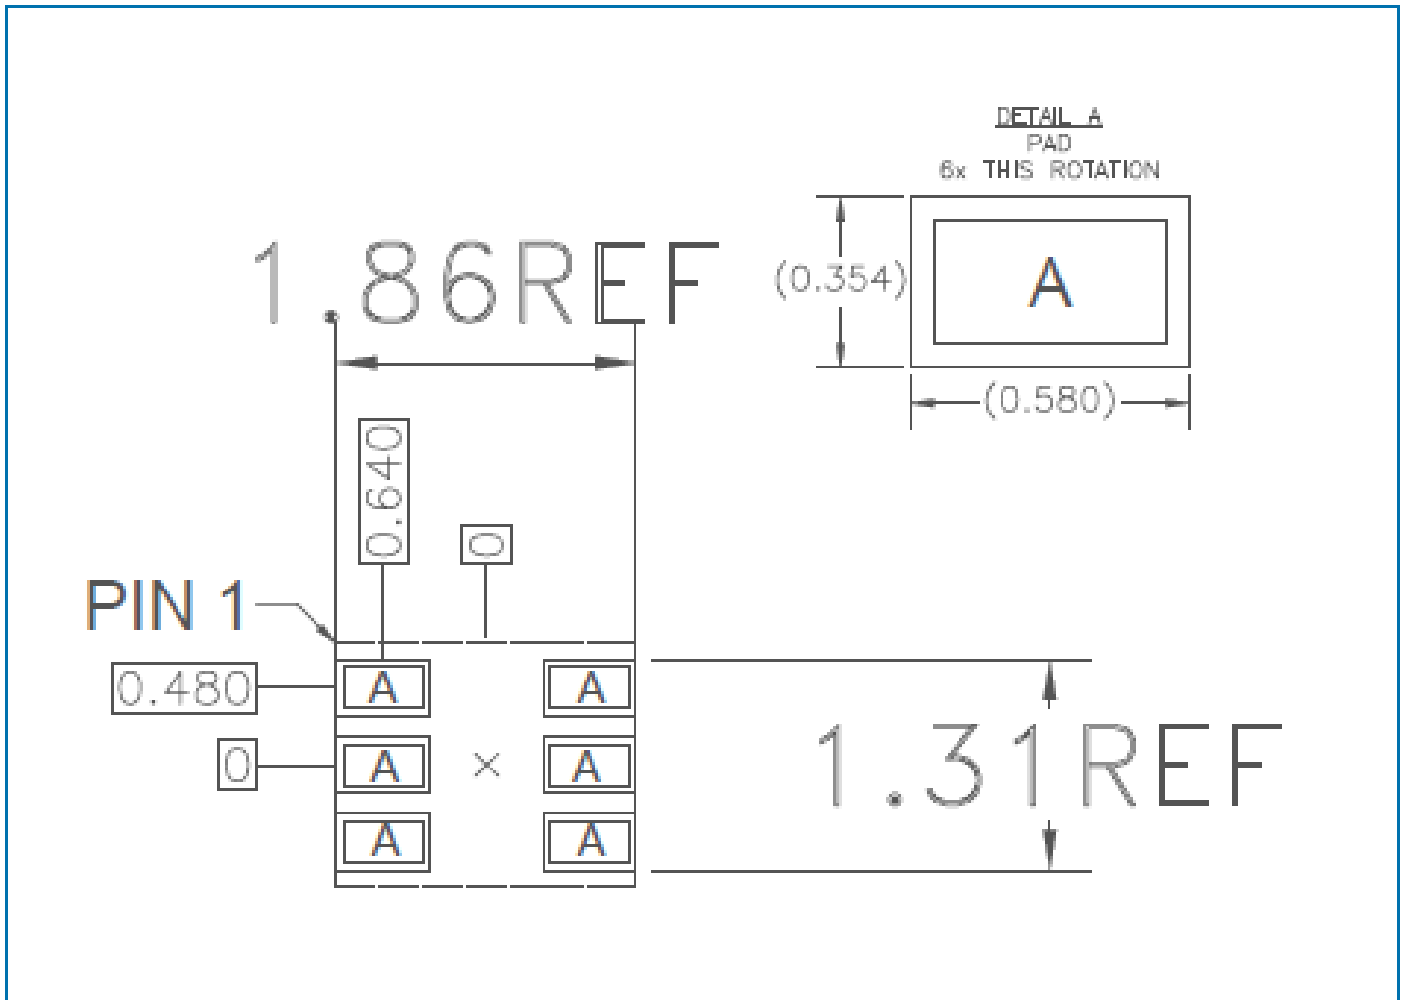 DETAIL A
PAD
6x THIS ROTATION
1.86REF
(0.354)
A
(0.580)
0.640
0
PIN 1
0.480
A
A
0
A
×
A
1.31REF
A
A